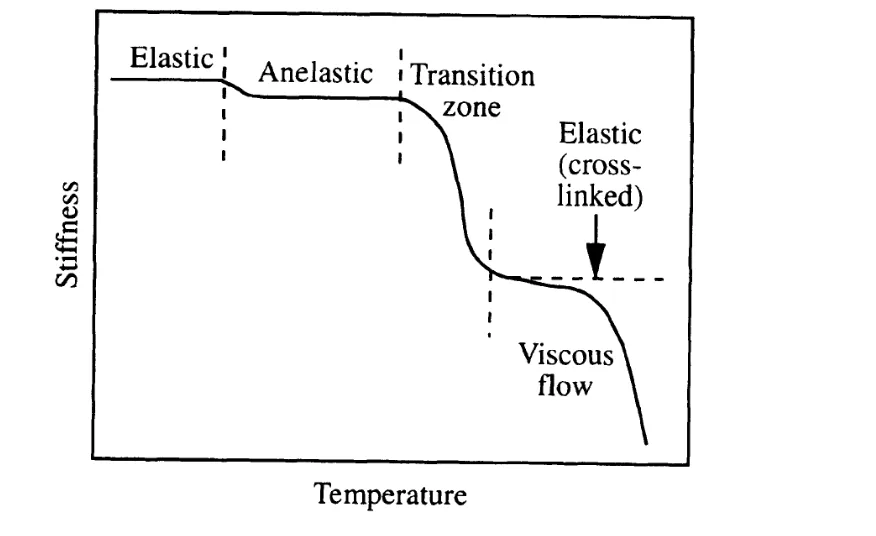 Elastic
Anelastic
Transition
zone
Elastic
(cross-
linked)
Stiffness
Viscous
flow
Temperature